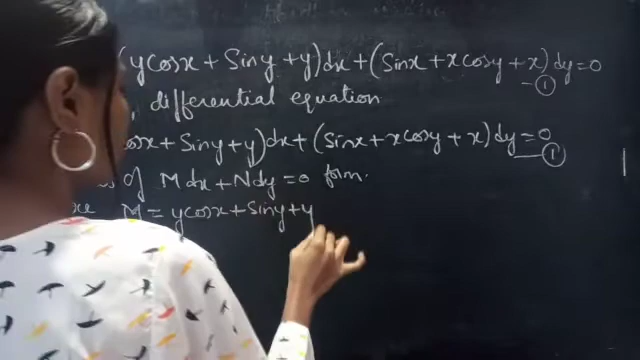 (ycosx + Siny + y)dx + (Sinx + xcosy + x) dy = 0
- ①
, differential equation
cosx + Siny + y)dx + (Sinx + xcosy + x) dy = 0
①
of Mdx + Ndy = 0 form.
M = ycosx + Siny + y